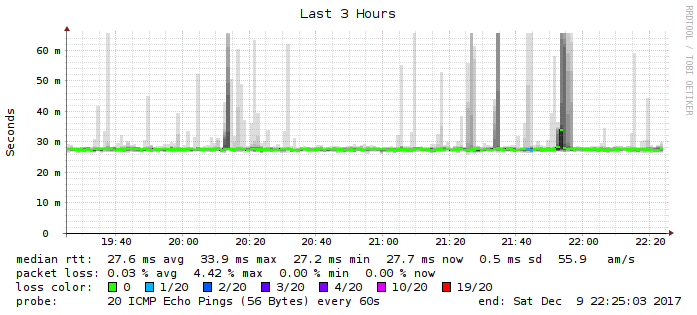 Last 3 Hours
RRDTOOL / TOBI OETIKER
Seconds
60 m
50 m
40 m
30 m
20 m
10 m
0
19:40 20:00 20:20 20:40 21:00 21:20 21:40 22:00 22:20
median rtt: 27.6 ms avg 33.9 ms max 27.2 ms min 27.7 ms now 0.5 ms sd 55.9 am/s
packet loss: 0.03 % avg 4.42 % max 0.00 % min 0.00 % now
loss color: 0 1/20 2/20 3/20 4/20 10/20 19/20
probe: 20 ICMP Echo Pings (56 Bytes) every 60s end: Sat Dec 9 22:25:03 2017